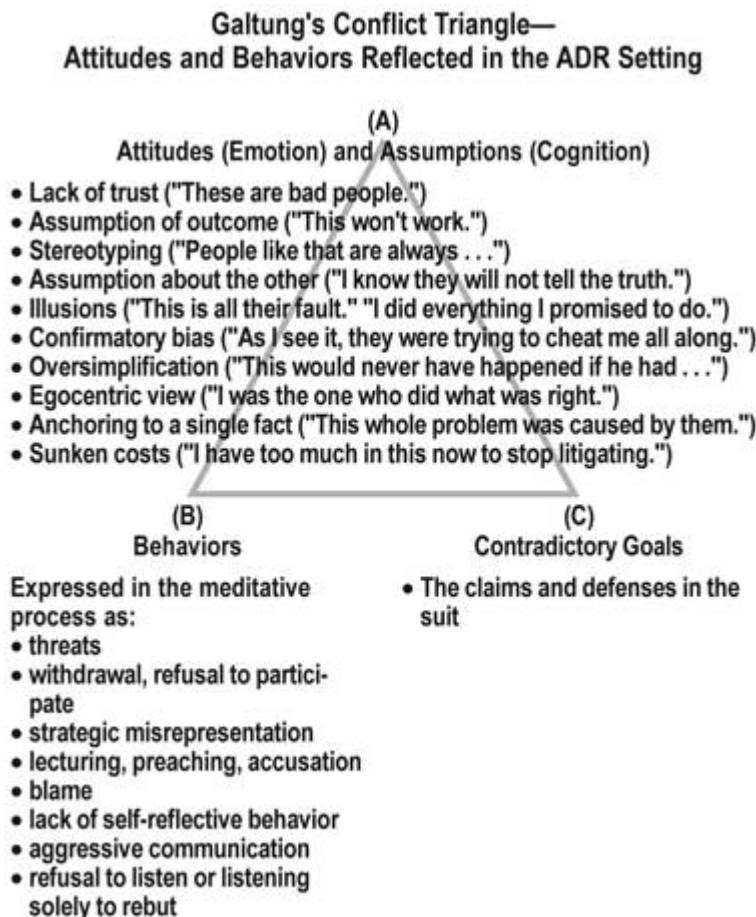 Galtung's Conflict Triangle—
Attitudes and Behaviors Reflected in the ADR Setting
(A)
Attitudes (Emotion) and Assumptions (Cognition)
• Lack of trust ("These are bad people.")
• Assumption of outcome ("This won't work.")
• Stereotyping ("People like that are always . . .")
• Assumption about the other ("I know they will not tell the truth.")
• Illusions ("This is all their fault." "I did everything I promised to do.")
• Confirmatory bias ("As I see it, they were trying to cheat me all along.")
• Oversimplification ("This would never have happened if he had . . .")
• Egocentric view ("I was the one who did what was right.")
• Anchoring to a single fact ("This whole problem was caused by them.")
• Sunken costs ("I have too much in this now to stop litigating.")
(B)
Behaviors
Expressed in the meditative
process as:
• threats
• withdrawal, refusal to partici-
pate
• strategic misrepresentation
• lecturing, preaching, accusation
• blame
• lack of self-reflective behavior
• aggressive communication
• refusal to listen or listening
solely to rebut
(C)
Contradictory Goals
• The claims and defenses in the
suit